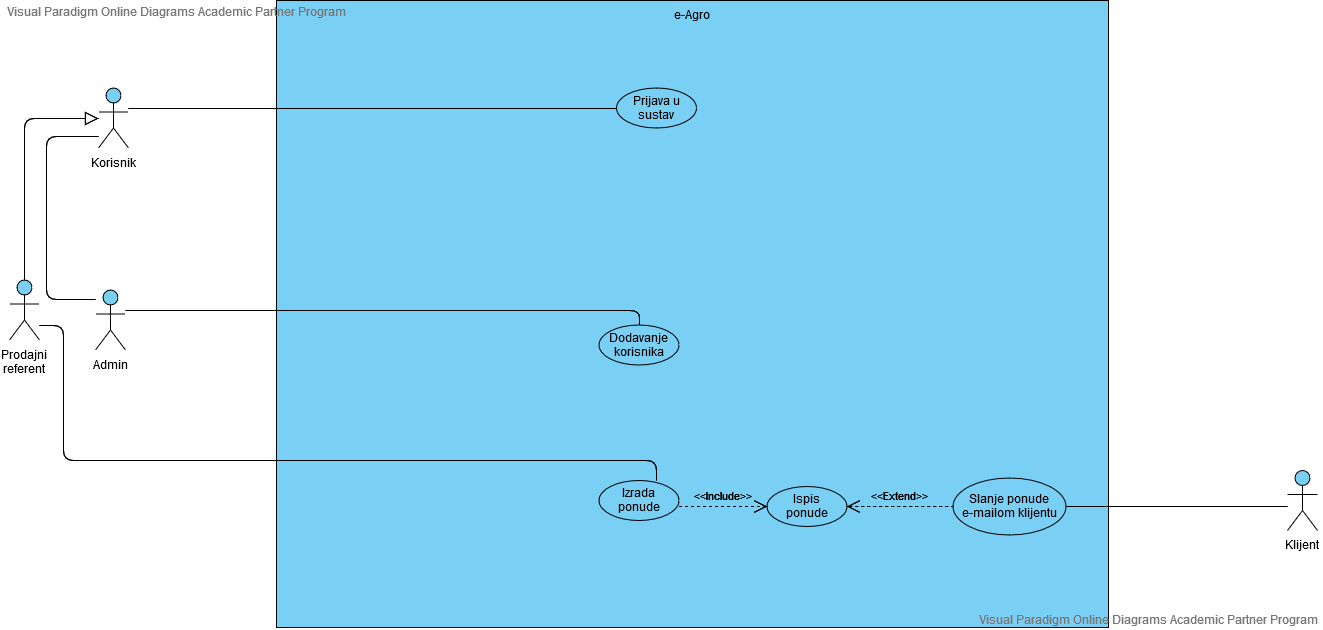 Visual Paradigm Online Diagrams Academic Partner Program
e-Agro
Prijava u
sustav
Korisnik
Prodajni
referent
Admin
Dodavanje
korisnika
Izrada
ponude
<<Include>>
Ispis
ponude
<<Extend>>
Slanje ponude
e-mailom klijentu
Klijent
Visual Paradigm Online Diagrams Academic Partner Program